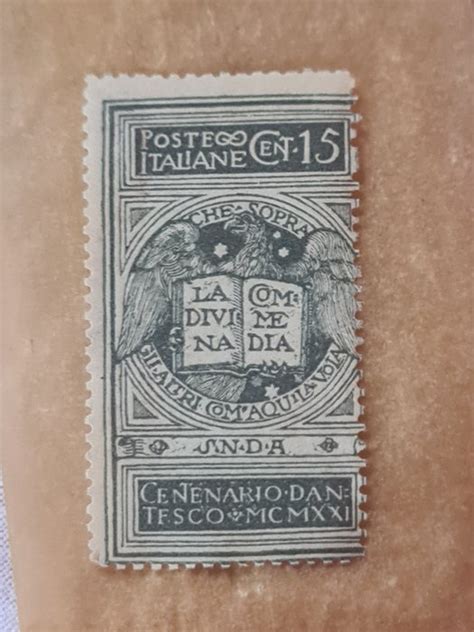 POSTE
ITALIANE CENT·15
CHE SOPRA
LA
DIVI
NA
COM:
ME
DIA
GLI ALTRI COM' AQUILA VOLA
S·N·D·A
CENTENARIO·DAN=
TESCO MCMXXI